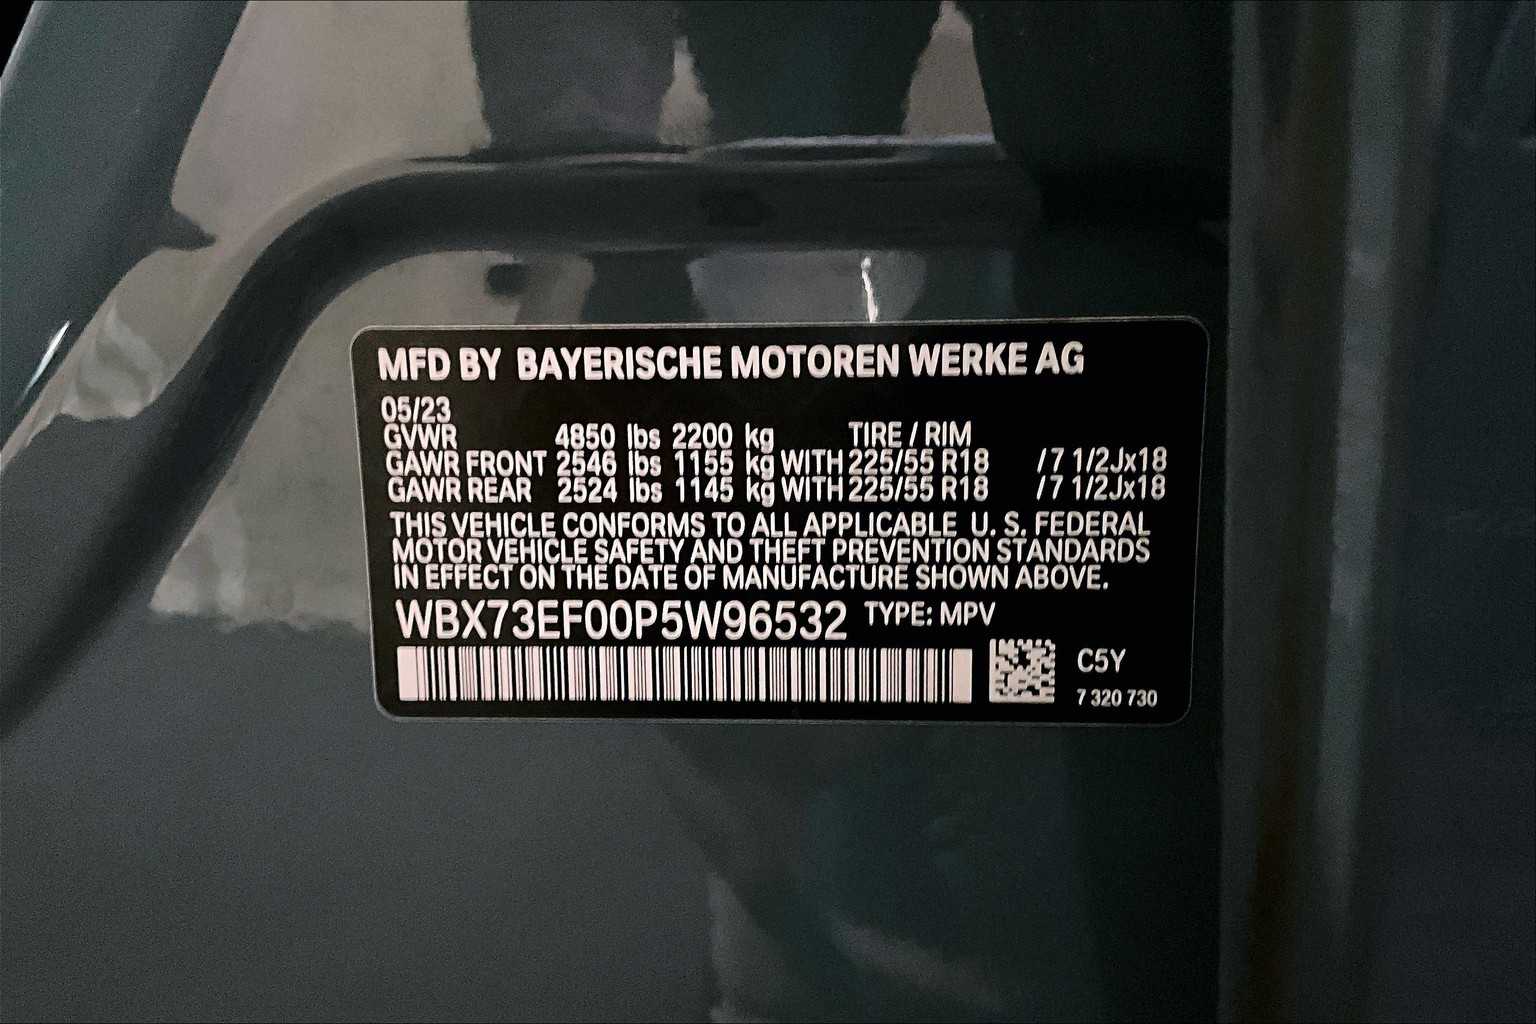 MFD BY BAYERISCHE MOTOREN WERKE AG
05/23
GVWR 4850 lbs 2200 kg TIRE / RIM
GAWR FRONT 2546 lbs 1155 kg WITH 225/55 R18 /7 1/2Jx18
GAWR REAR 2524 lbs 1145 kg WITH 225/55 R18 /7 1/2Jx18
THIS VEHICLE CONFORMS TO ALL APPLICABLE U. S. FEDERAL
MOTOR VEHICLE SAFETY AND THEFT PREVENTION STANDARDS
IN EFFECT ON THE DATE OF MANUFACTURE SHOWN ABOVE.
WBX73EF00P5W96532 TYPE: MPV
C5Y
7 320 730